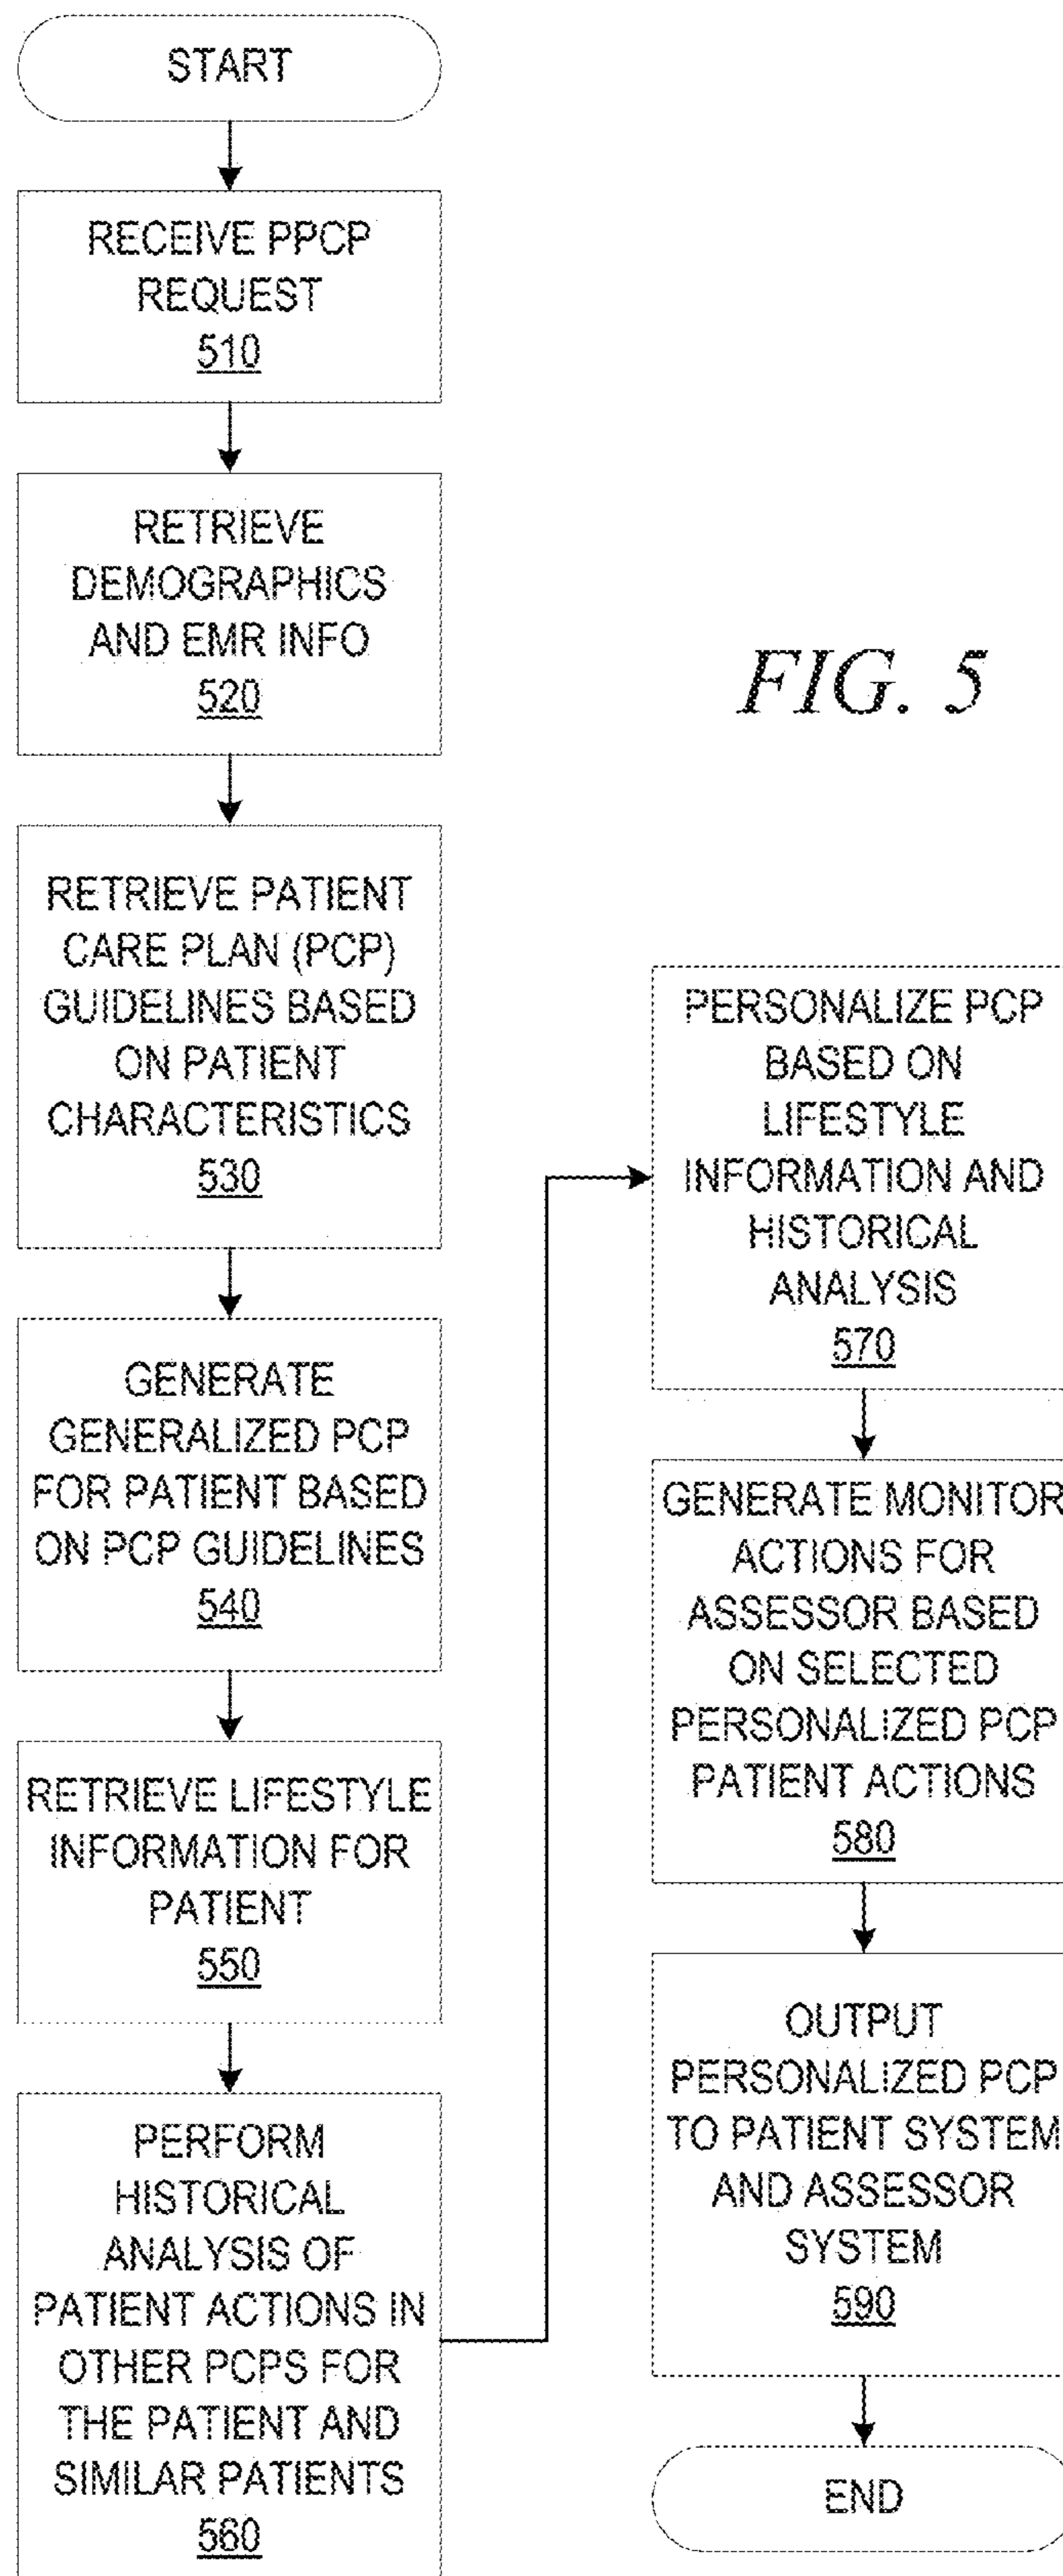 START
RECEIVE PPCP
REQUEST
510
RETRIEVE
DEMOGRAPHICS
AND EMR INFO
520
RETRIEVE PATIENT
CARE PLAN (PCP)
GUIDELINES BASED
ON PATIENT
CHARACTERISTICS
530
GENERATE
GENERALIZED PCP
FOR PATIENT BASED
ON PCP GUIDELINES
540
RETRIEVE LIFESTYLE
INFORMATION FOR
PATIENT
550
PERFORM
HISTORICAL
ANALYSIS OF
PATIENT ACTIONS IN
OTHER PCPS FOR
THE PATIENT AND
SIMILAR PATIENTS
560
FIG. 5
PERSONALIZE PCP
BASED ON
LIFESTYLE
INFORMATION AND
HISTORICAL
ANALYSIS
570
GENERATE MONITOR
ACTIONS FOR
ASSESSOR BASED
ON SELECTED
PERSONALIZED PCP
PATIENT ACTIONS
580
OUTPUT
PERSONALIZED PCP
TO PATIENT SYSTEM
AND ASSESSOR
SYSTEM
590
END